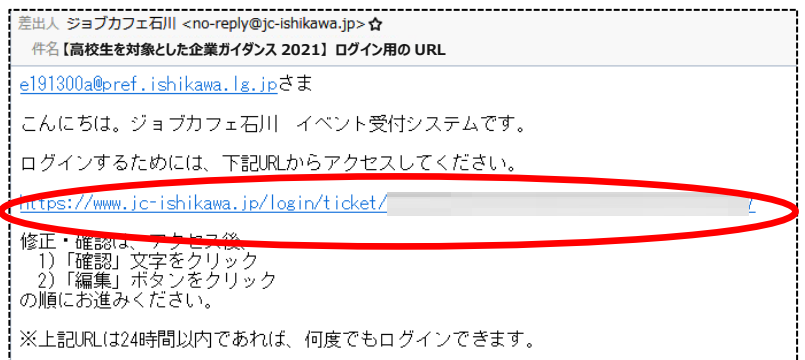 差出人 ジョブカフェ石川 <no-reply@jc-ishikawa.jp>☆
件名【高校生を対象とした企業ガイダンス 2021】ログイン用の URL
e191300a@pref.ishikawa.lg.jpさま
こんにちは。ジョブカフェ石川　イベント受付システムです。
ログインするためには、下記URLからアクセスしてください。
https://www.jc-ishikawa.jp/login/ticket/
修正・確認は、アクセス後、
1)「確認」文字をクリック
2)「編集」ボタンをクリック
の順にお進みください。
※上記URLは24時間以内であれば、何度でもログインできます。